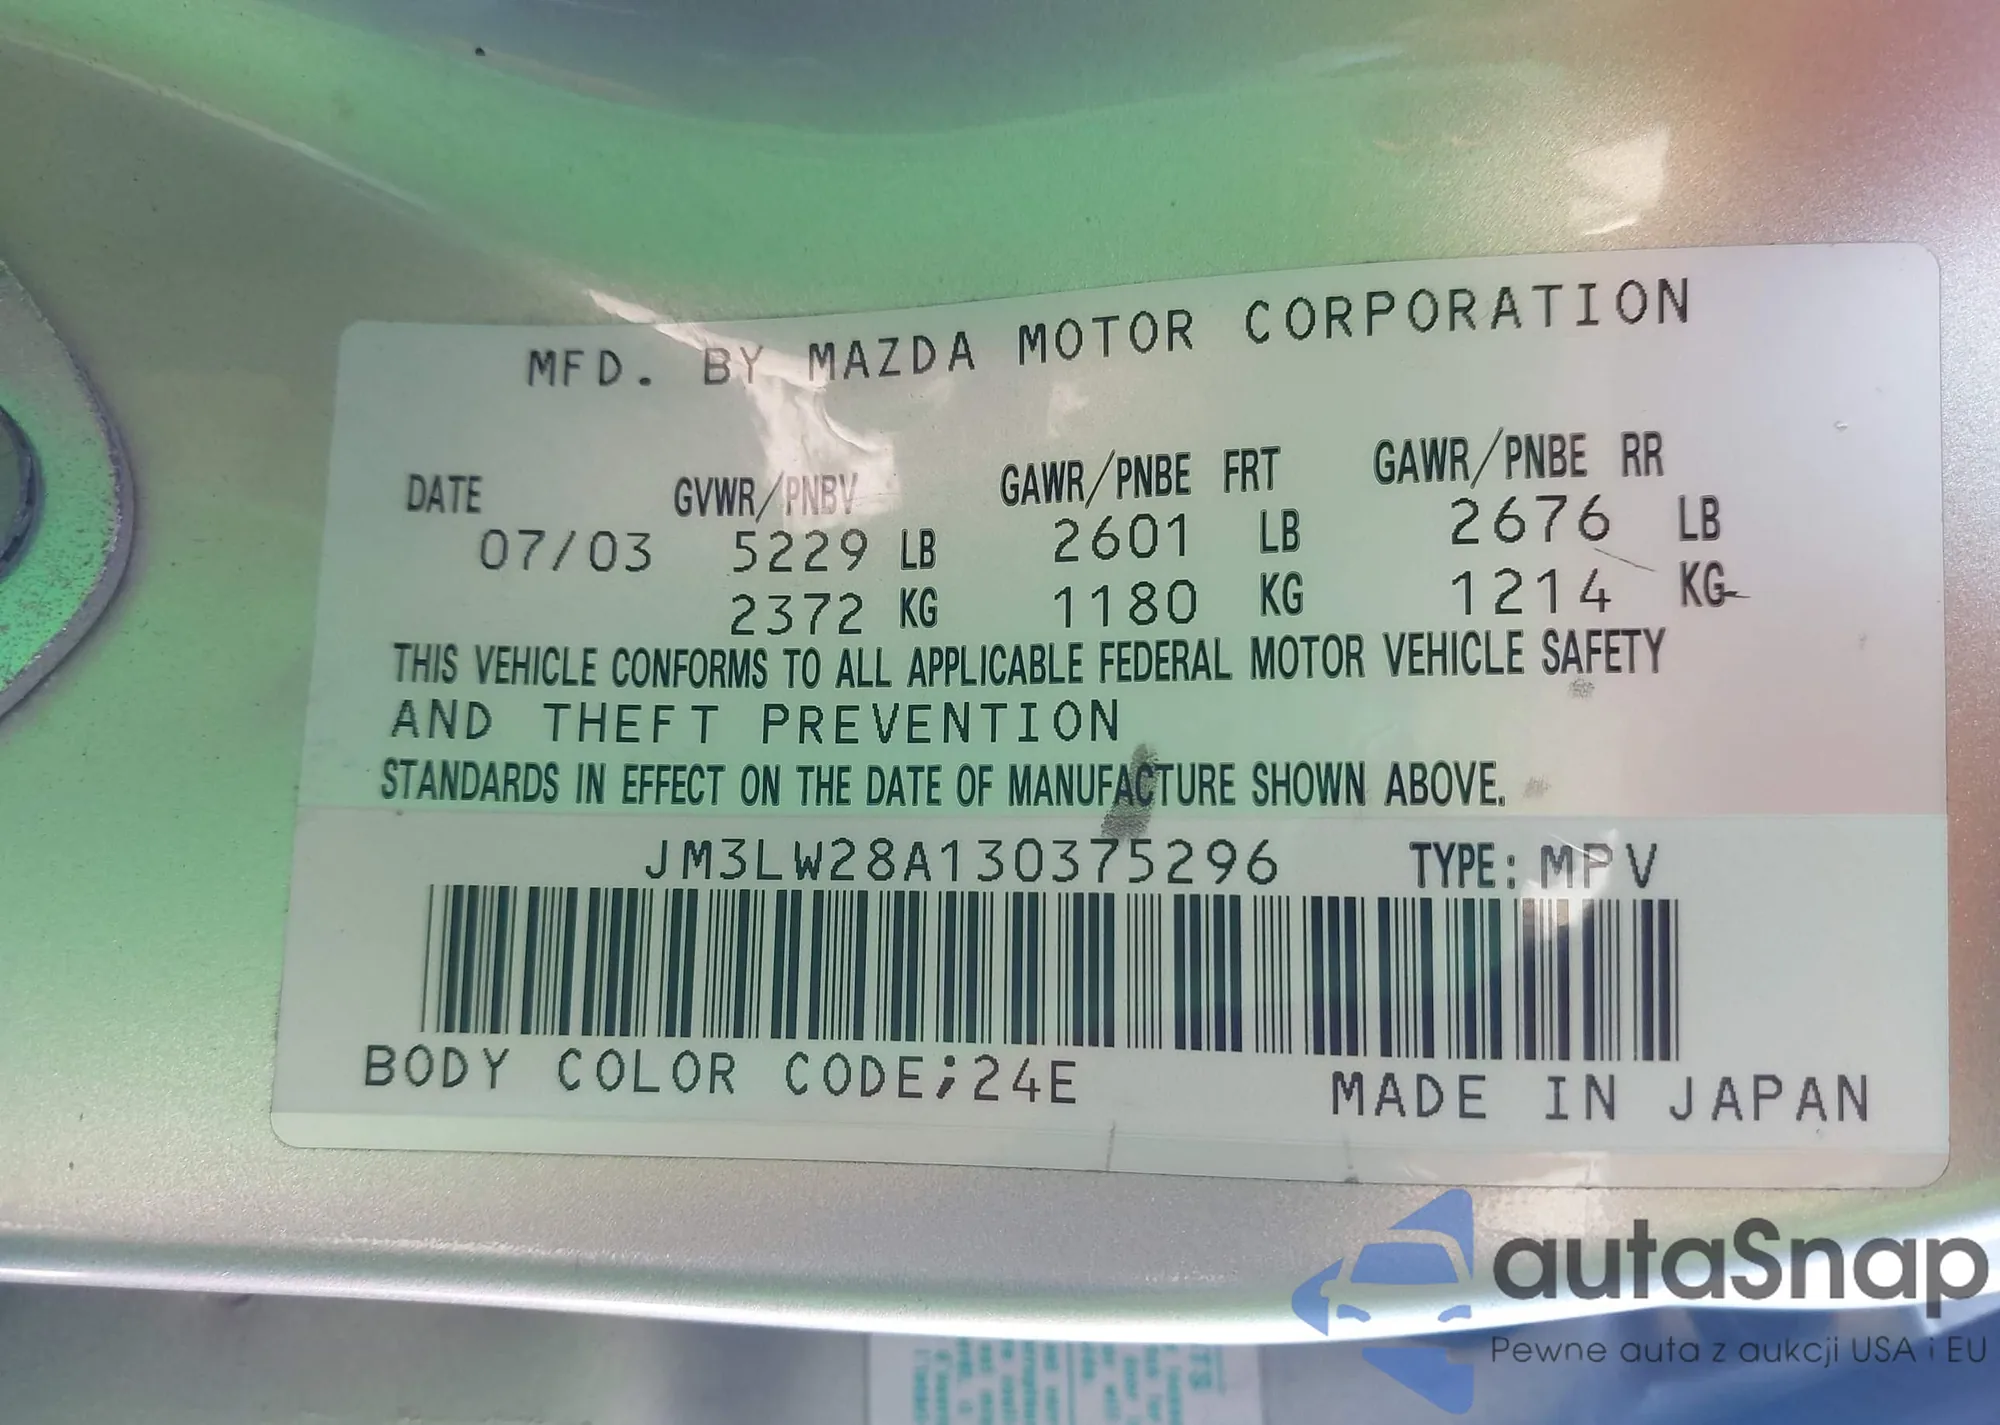 MFD. BY MAZDA MOTOR CORPORATION
DATE GVWR/PNBV GAWR/PNBE FRT GAWR/PNBE RR
07/03 5229 LB 2601 LB 2676 LB
2372 KG 1180 KG 1214 KG
THIS VEHICLE CONFORMS TO ALL APPLICABLE FEDERAL MOTOR VEHICLE SAFETY
AND THEFT PREVENTION
STANDARDS IN EFFECT ON THE DATE OF MANUFACTURE SHOWN ABOVE.
JM3LW28A130375296 TYPE: MPV
BODY COLOR CODE;24E
MADE IN JAPAN
autaSnap
Pewne auta z aukcji USA i EU